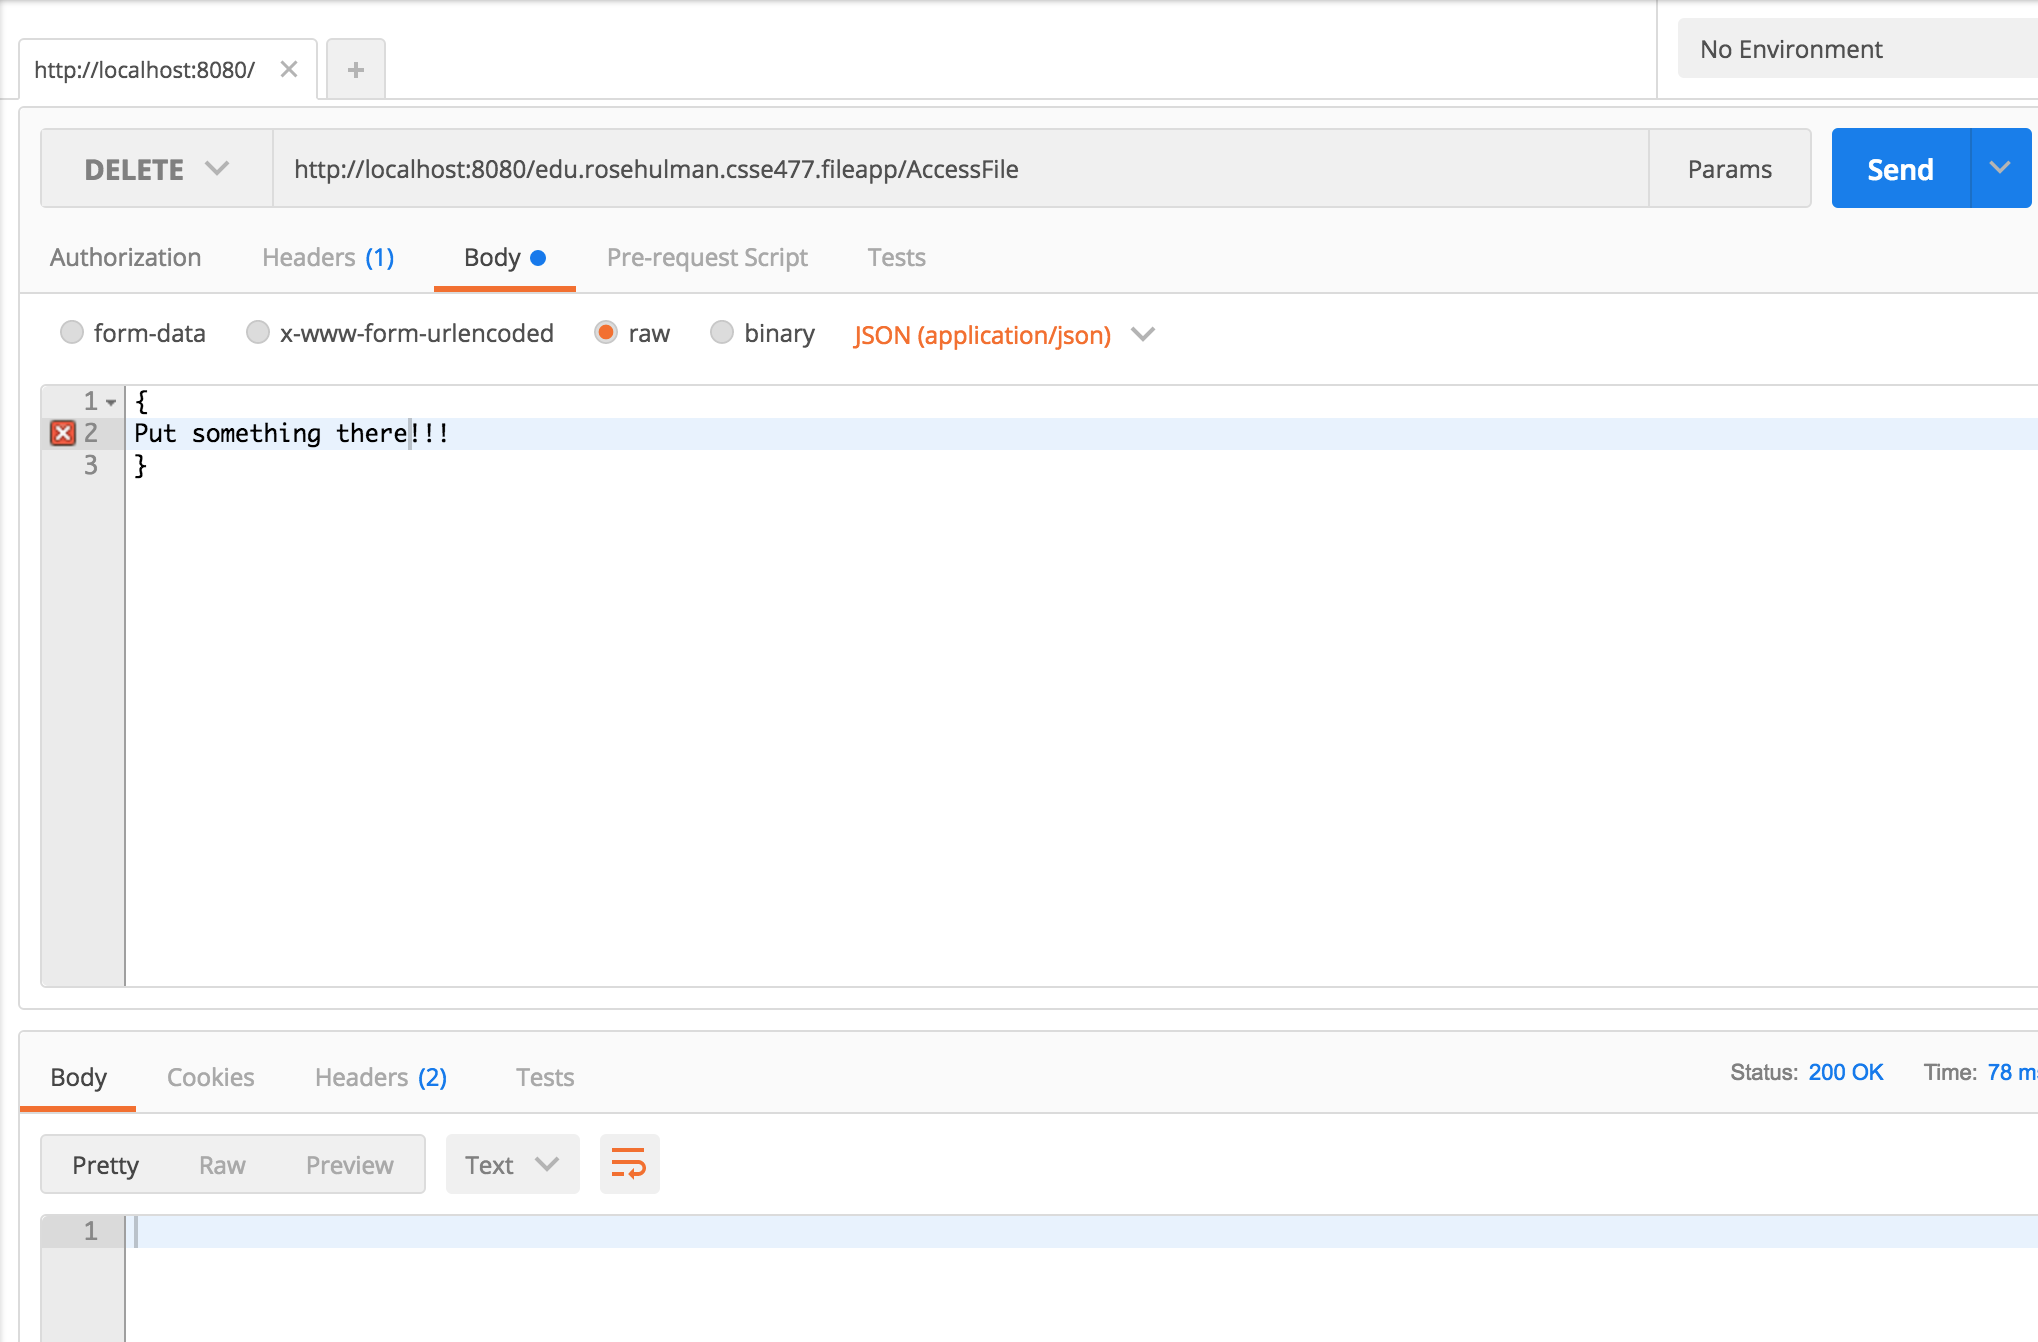 http://localhost:8080/
No Environment
DELETE http://localhost:8080/edu.rosehulman.csse477.fileapp/AccessFile Params Send
Authorization Headers (1) Body Pre-request Script Tests
form-data x-www-form-urlencoded raw binary JSON (application/json)
1 {
2 Put something there!!!
3 }
Body Cookies Headers (2) Tests Status: 200 OK Time: 78 m
Pretty Raw Preview Text
1